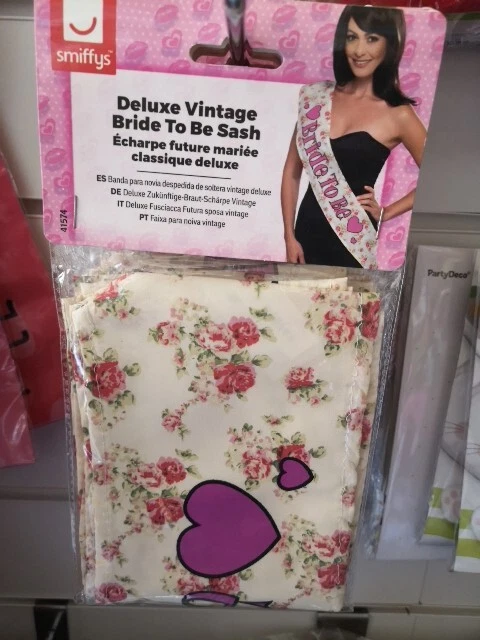 smiffys™
Deluxe Vintage
Bride To Be Sash
Écharpe future mariée
classique deluxe
ES Banda para novia despedida de soltera vintage deluxe
DE Deluxe Zukünftige-Braut-Schärpe Vintage
IT Deluxe Fusciacca Futura sposa vintage
PT Faixa para noiva vintage
41574
Bride To Be
PartyDeco®